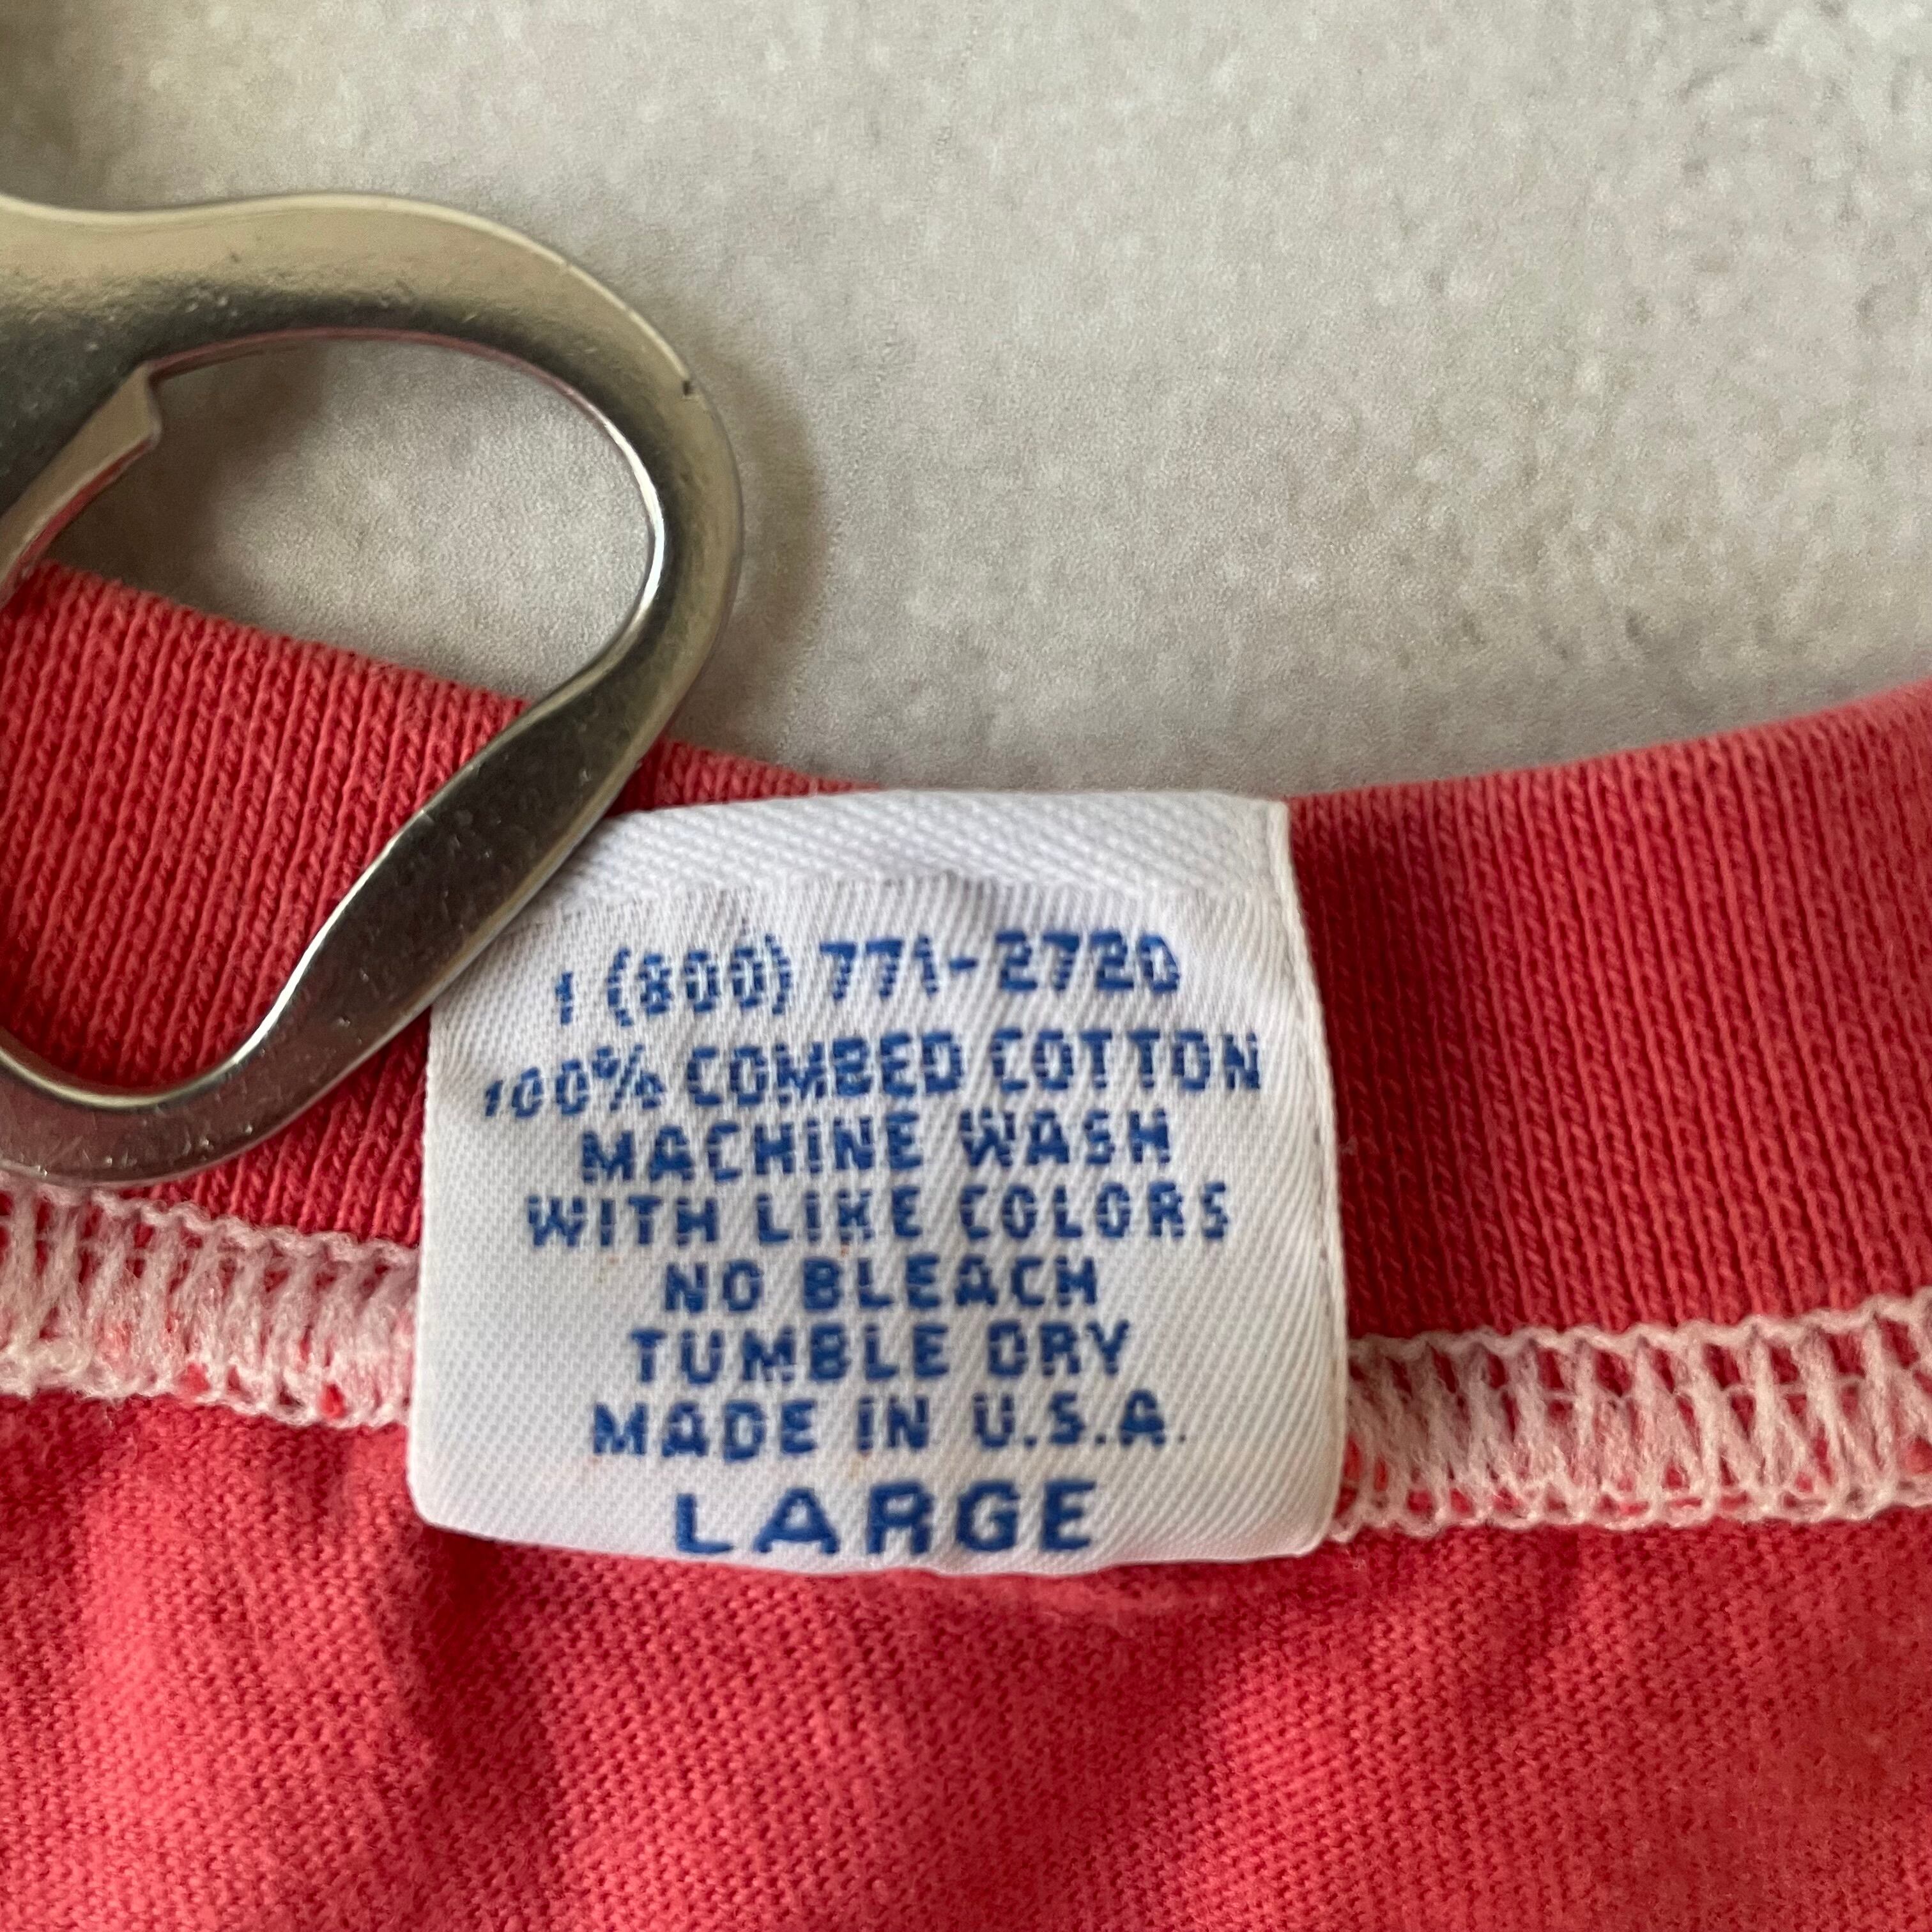 1 (800) 771-2720
100% COMBED COTTON
MACHINE WASH
WITH LIKE COLORS
NO BLEACH
TUMBLE DRY
MADE IN U.S.A.
LARGE